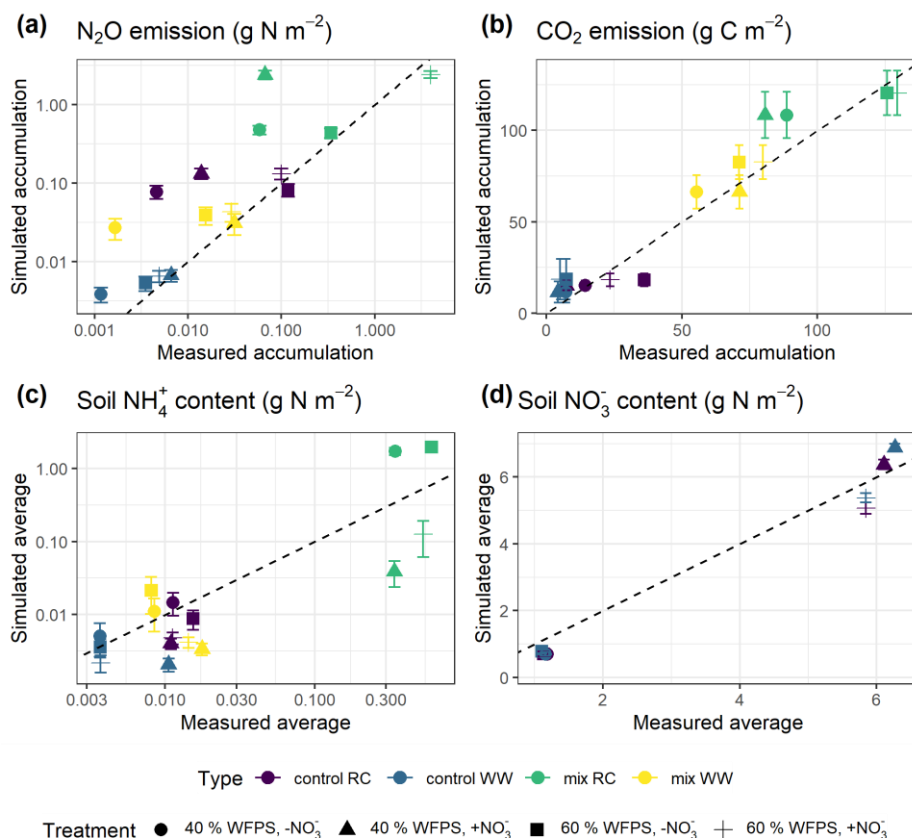 (a) N₂O emission (g N m⁻²)
Simulated accumulation
1.00
0.10
0.01
0.001 0.010 0.100 1.000
Measured accumulation
(b) CO₂ emission (g C m⁻²)
Simulated accumulation
100
50
0
0 50 100
Measured accumulation
(c) Soil NH₄⁺ content (g N m⁻²)
Simulated average
1.00
0.10
0.01
0.003 0.010 0.030 0.100 0.300
Measured average
(d) Soil NO₃⁻ content (g N m⁻²)
Simulated average
6
4
2
0
2 4 6
Measured average
Type control RC control WW mix RC mix WW
Treatment 40 % WFPS, -NO₃⁻ 40 % WFPS, +NO₃⁻ 60 % WFPS, -NO₃⁻ 60 % WFPS, +NO₃⁻